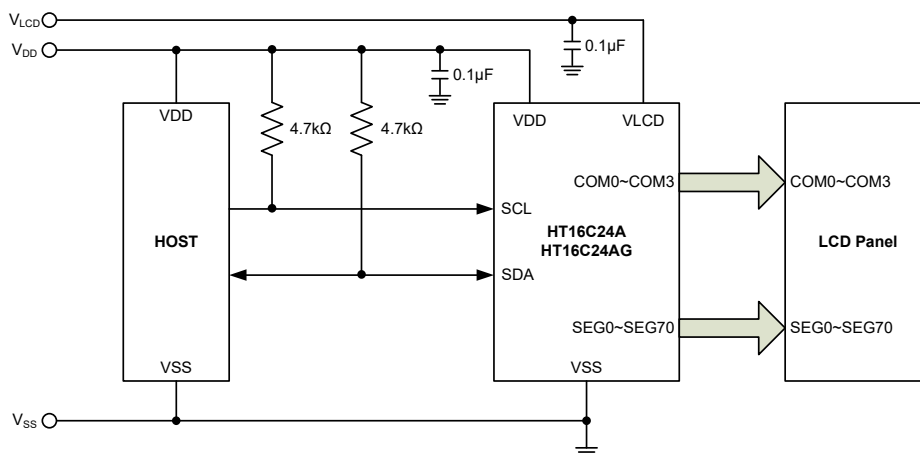 VLCD
VDD
0.1μF
0.1μF
VDD
4.7kΩ
4.7kΩ
VDD
VLCD
COM0~COM3
COM0~COM3
SCL
HOST
HT16C24A
HT16C24AG
LCD Panel
SDA
SEG0~SEG70
SEG0~SEG70
VSS
VSS
VSS